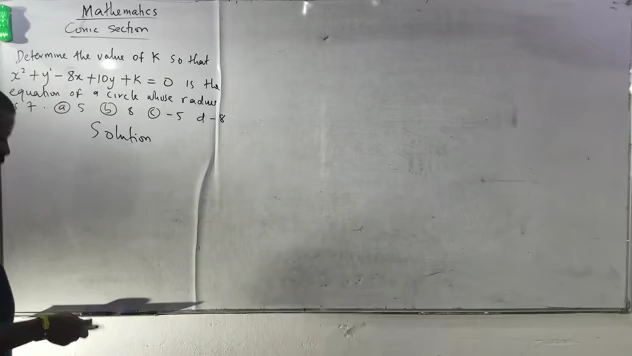 Mathematics
Conic Section
Determine the value of K so that
x² + y² - 8x + 10y + K = 0 is the
equation of a circle whose radius
is 7. (a) 5 (b) 8 (c) -5 d -8
Solution